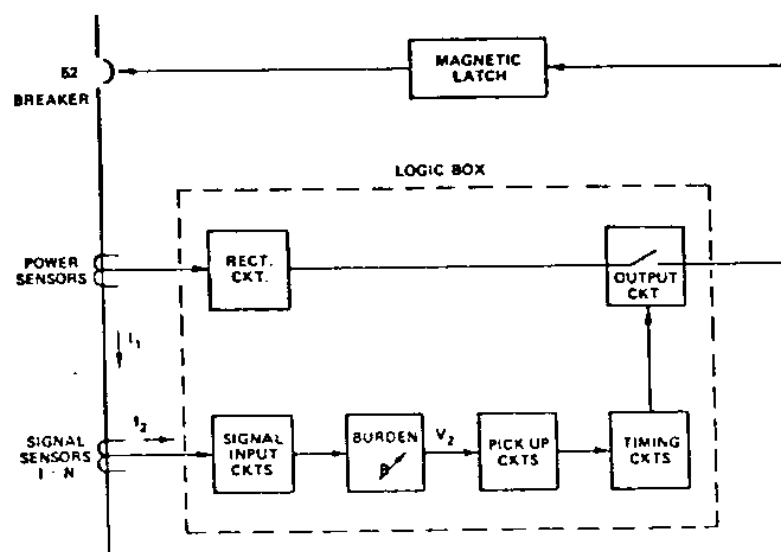 52
BREAKER
MAGNETIC
LATCH
LOGIC BOX
POWER
SENSORS
RECT.
CKT.
OUTPUT
CKT
I₁
SIGNAL
SENSORS
1 - N
I₂
SIGNAL
INPUT
CKTS
BURDEN
β
V₂
PICK UP
CKTS
TIMING
CKTS